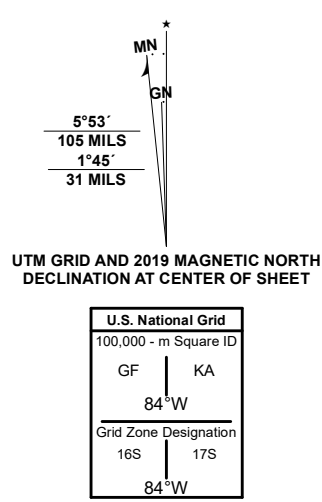 ★
MN
GN
5°53´
105 MILS
1°45´
31 MILS
UTM GRID AND 2019 MAGNETIC NORTH
DECLINATION AT CENTER OF SHEET
U.S. National Grid
100,000 - m Square ID
GF KA
84°W
Grid Zone Designation
16S 17S
84°W